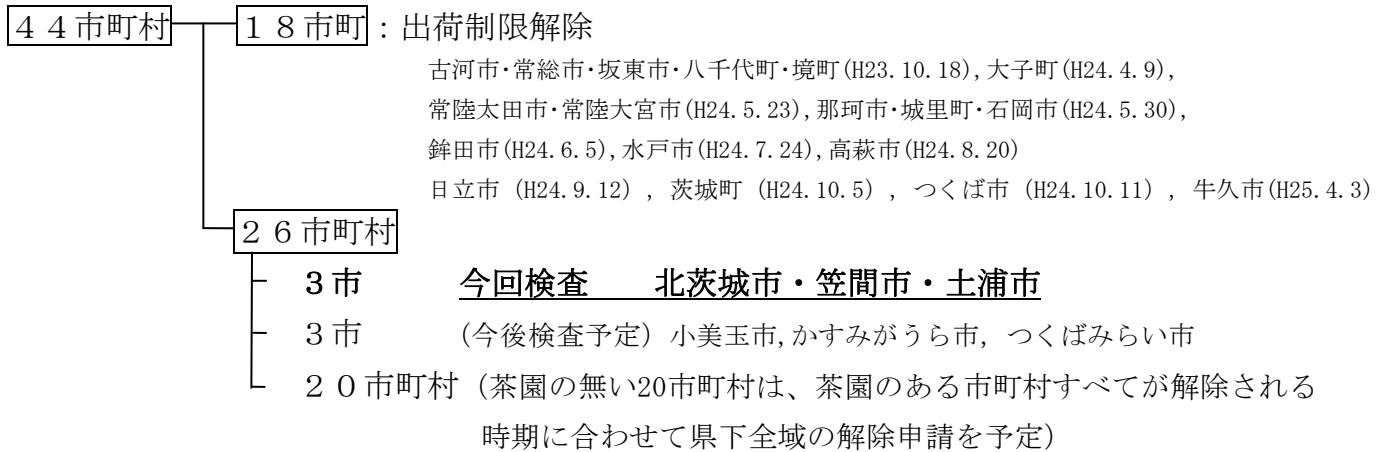 ４４市町村 １８市町：出荷制限解除
古河市・常総市・坂東市・八千代町・境町(H23.10.18),大子町(H24.4.9),
常陸太田市・常陸大宮市(H24.5.23),那珂市・城里町・石岡市(H24.5.30),
鉾田市(H24.6.5),水戸市(H24.7.24),高萩市(H24.8.20)
日立市（H24.9.12）, 茨城町（H24.10.5）, つくば市（H24.10.11）, 牛久市(H25.4.3)
２６市町村
３市 今回検査 北茨城市・笠間市・土浦市
３市 （今後検査予定）小美玉市,かすみがうら市, つくばみらい市
２０市町村（茶園の無い20市町村は、茶園のある市町村すべてが解除される
時期に合わせて県下全域の解除申請を予定）